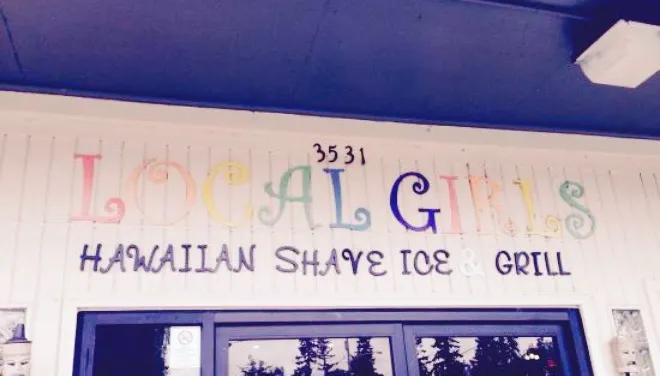 3531
LOCAL GIRLS
HAWAIIAN SHAVE ICE & GRILL